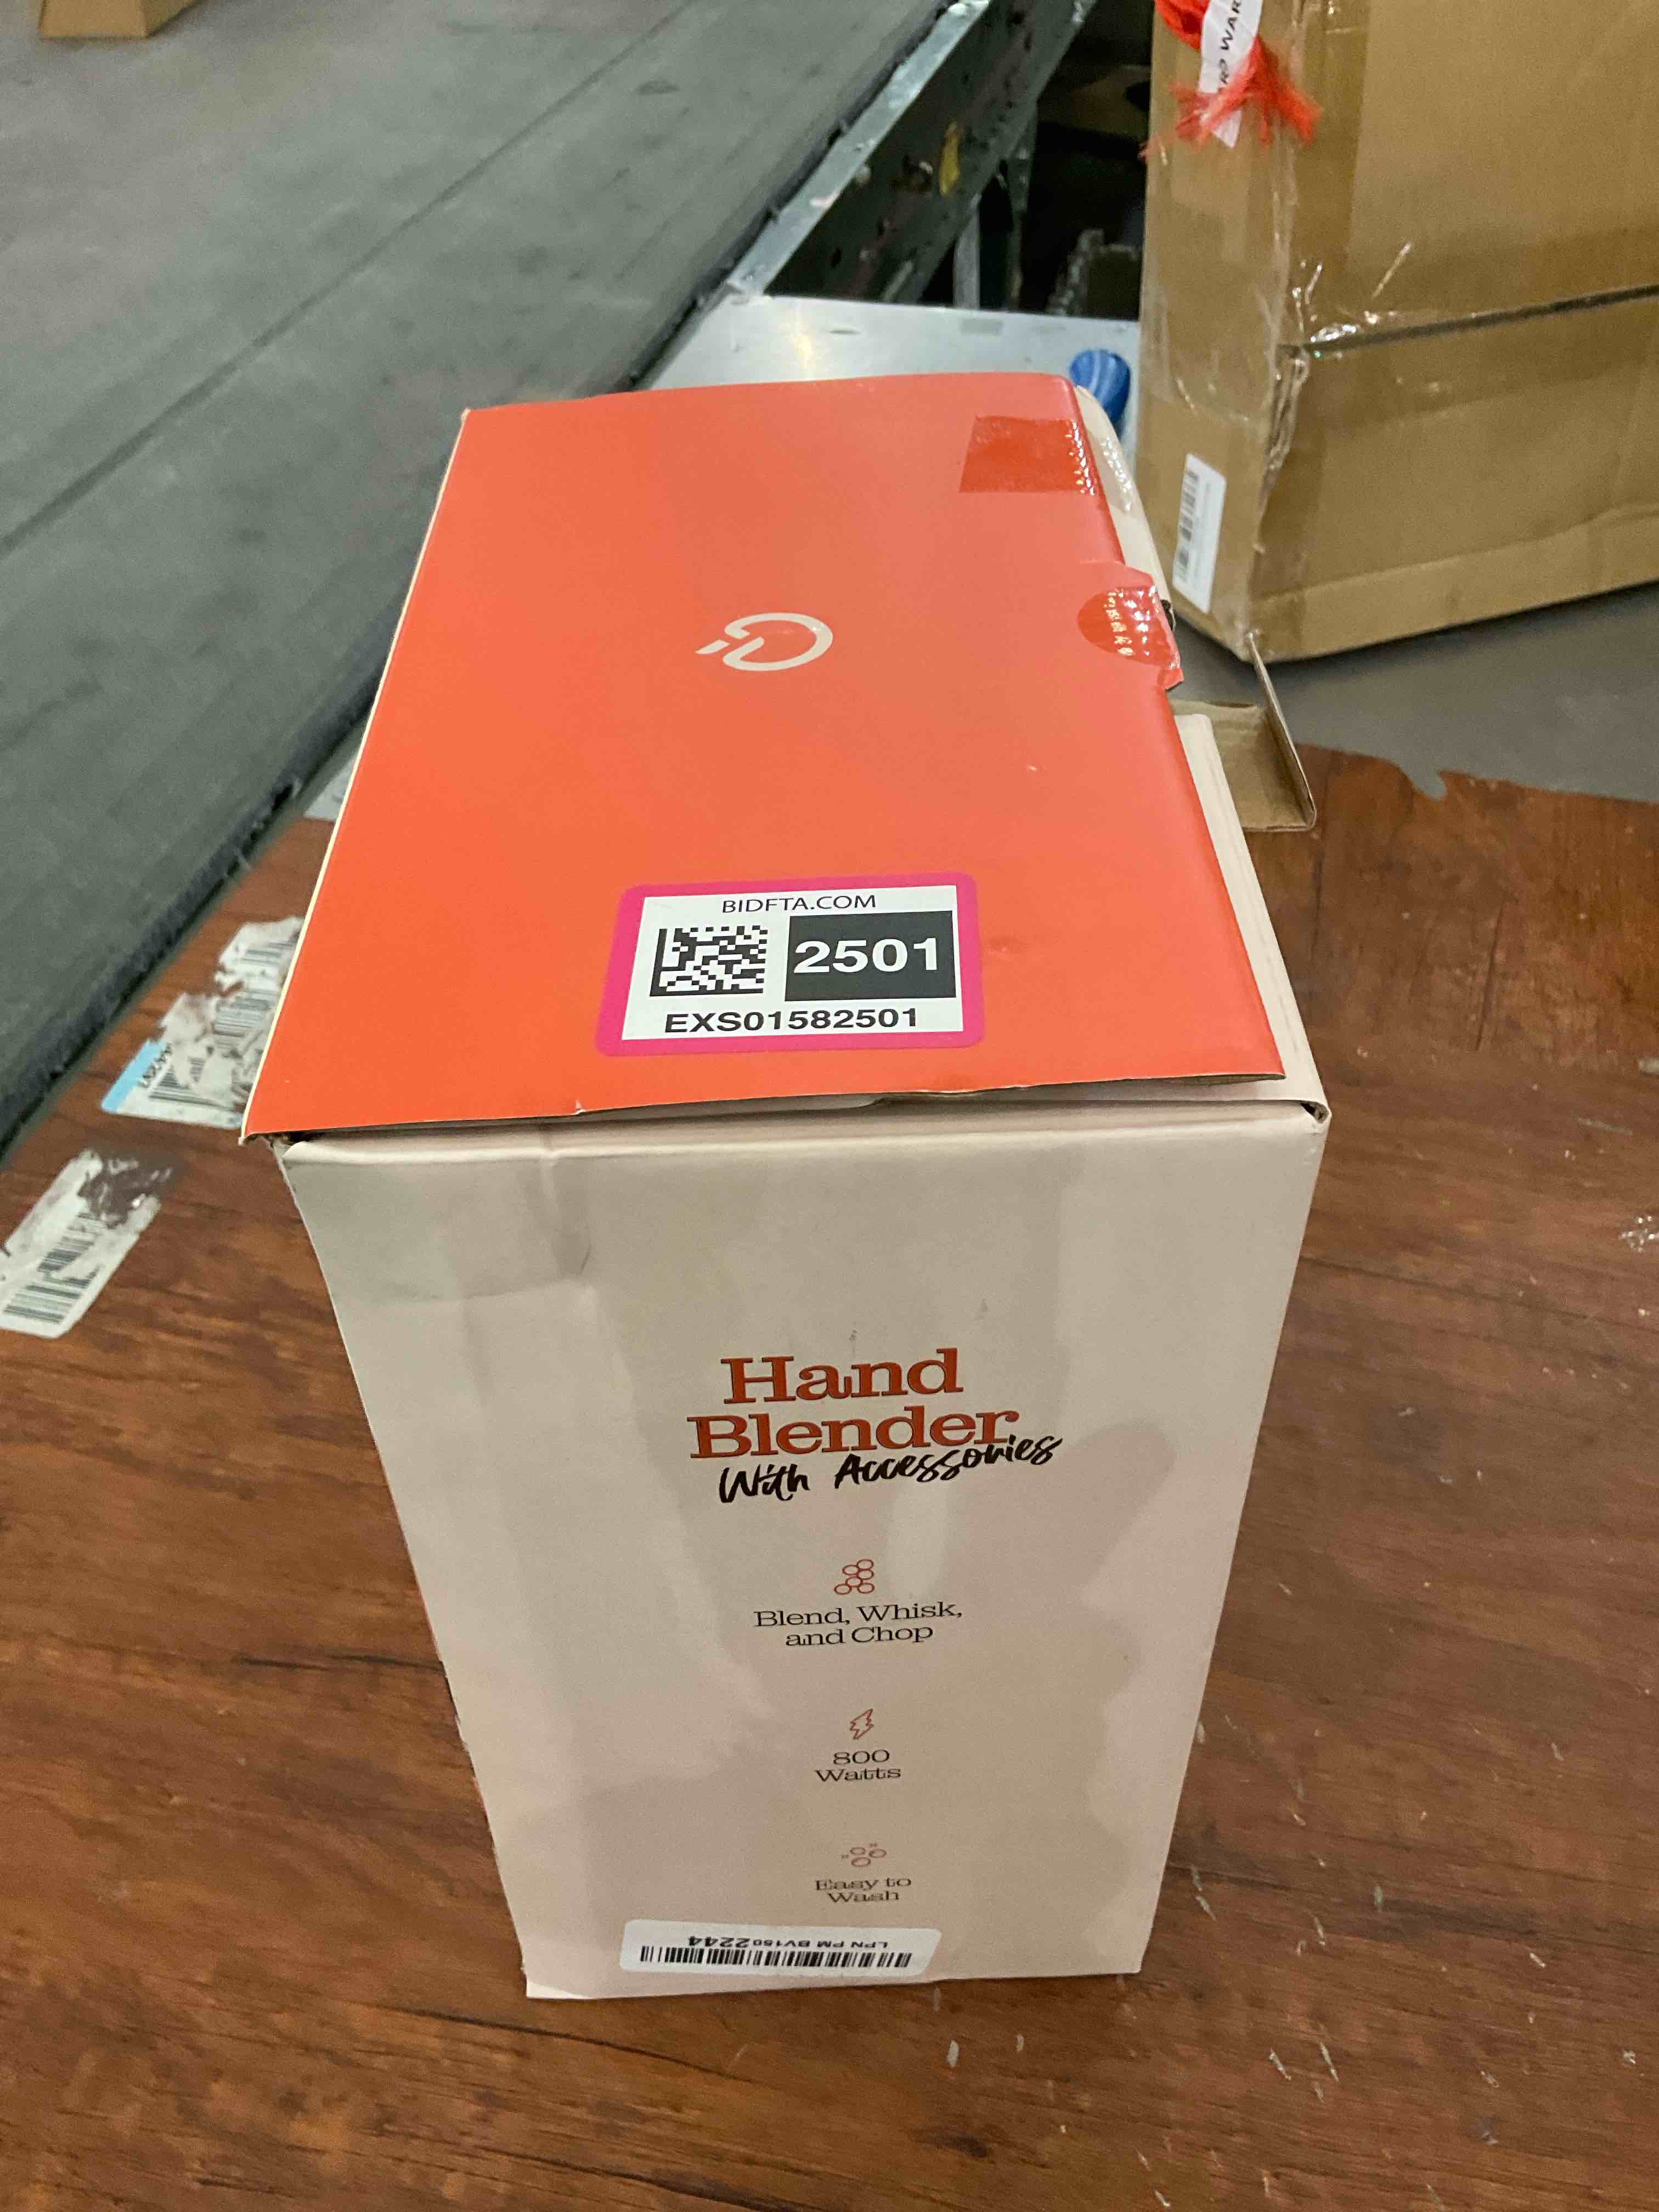 WAR
BIDFTA.COM
2501
EXS01582501
Hand
Blender
With Accessories
Blend, Whisk,
and Chop
800
Watts
Easy to
Wash
LPN PM BV1502244